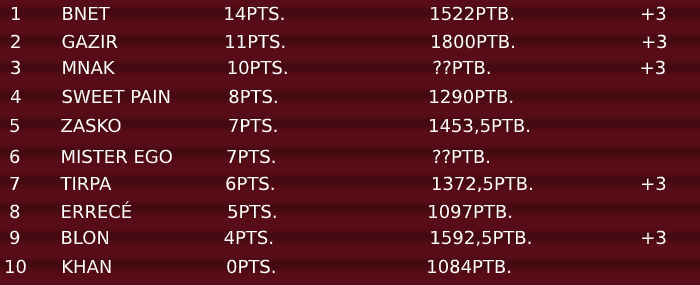 1 BNET 14PTS. 1522PTB. +3
2 GAZIR 11PTS. 1800PTB. +3
3 MNAK 10PTS. ??PTB. +3
4 SWEET PAIN 8PTS. 1290PTB.
5 ZASKO 7PTS. 1453,5PTB.
6 MISTER EGO 7PTS. ??PTB.
7 TIRPA 6PTS. 1372,5PTB. +3
8 ERRECÉ 5PTS. 1097PTB.
9 BLON 4PTS. 1592,5PTB. +3
10 KHAN 0PTS. 1084PTB.